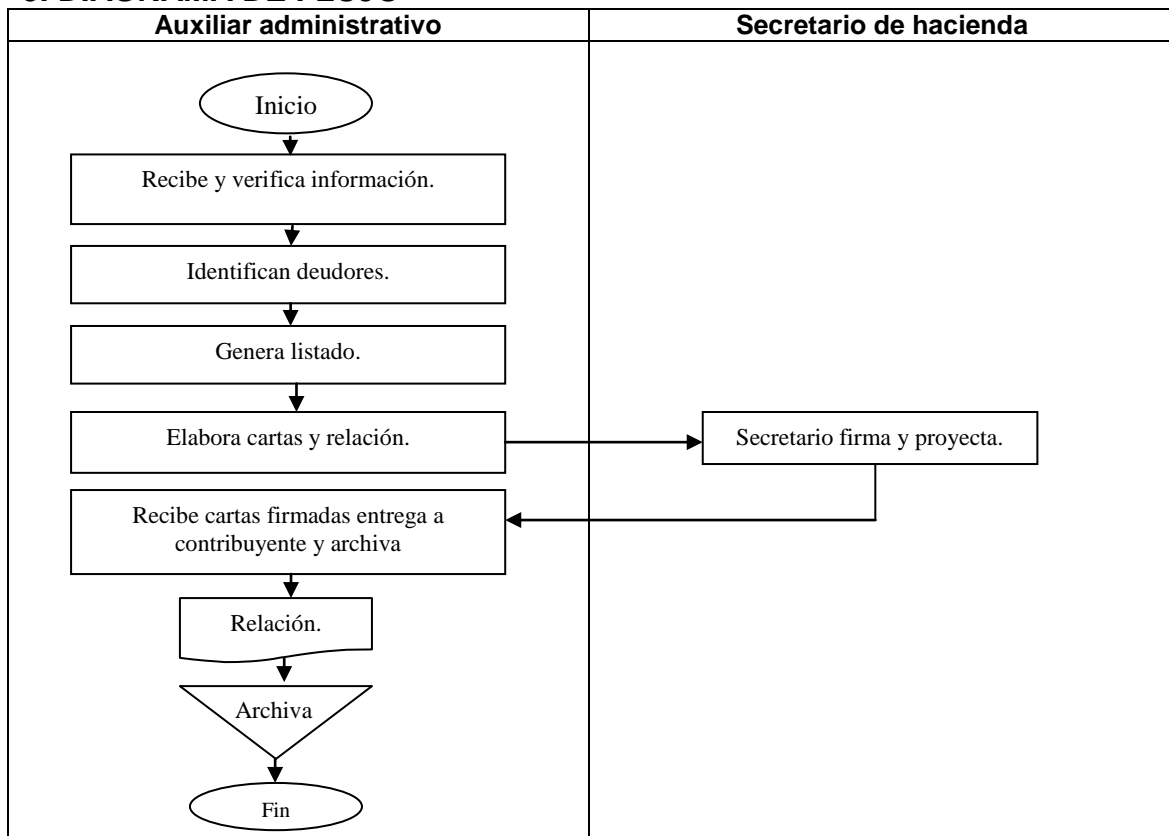 Auxiliar administrativo
Secretario de hacienda
Inicio
Recibe y verifica información.
Identifican deudores.
Genera listado.
Elabora cartas y relación.
Secretario firma y proyecta.
Recibe cartas firmadas entrega a
contribuyente y archiva
Relación.
Archiva
Fin